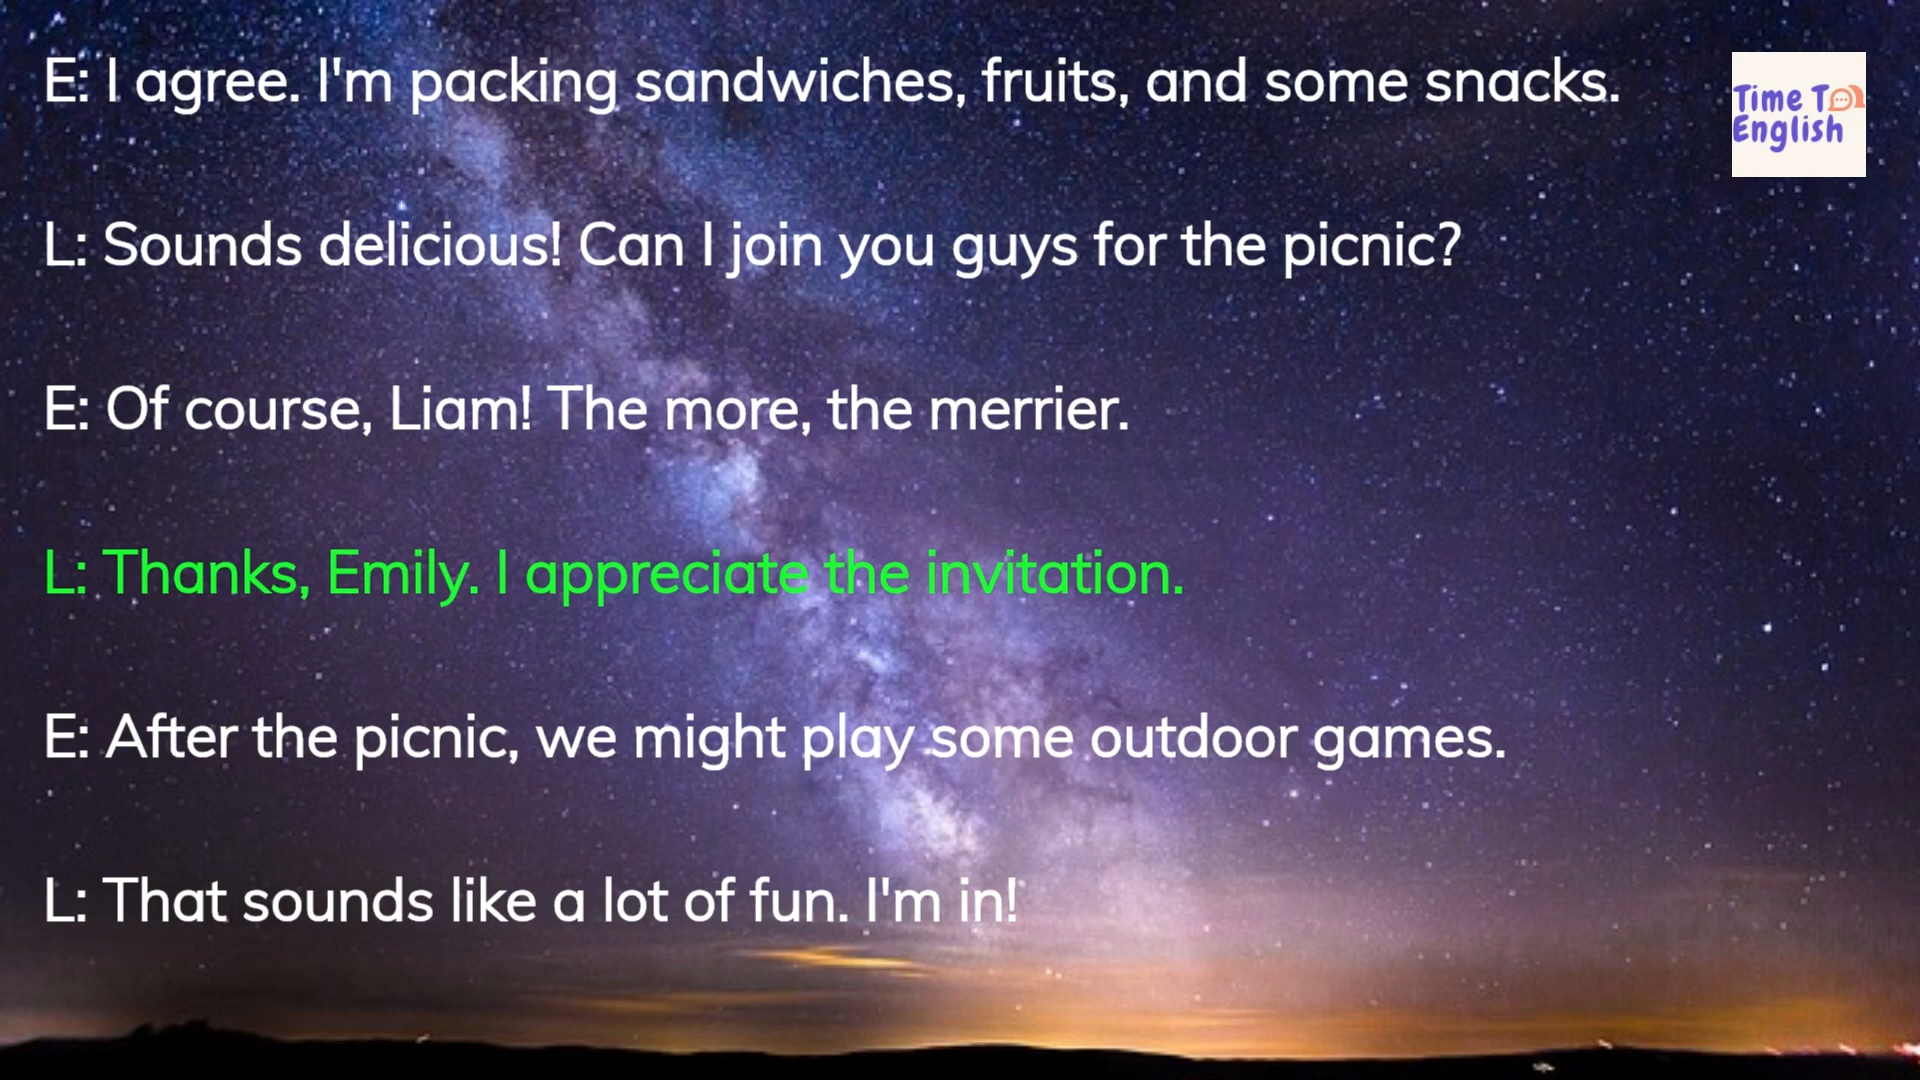 E: I agree. I'm packing sandwiches, fruits, and some snacks.
Time To
English
L: Sounds delicious! Can I join you guys for the picnic?
E: Of course, Liam! The more, the merrier.
L: Thanks, Emily. I appreciate the invitation.
E: After the picnic, we might play some outdoor games.
L: That sounds like a lot of fun. I'm in!